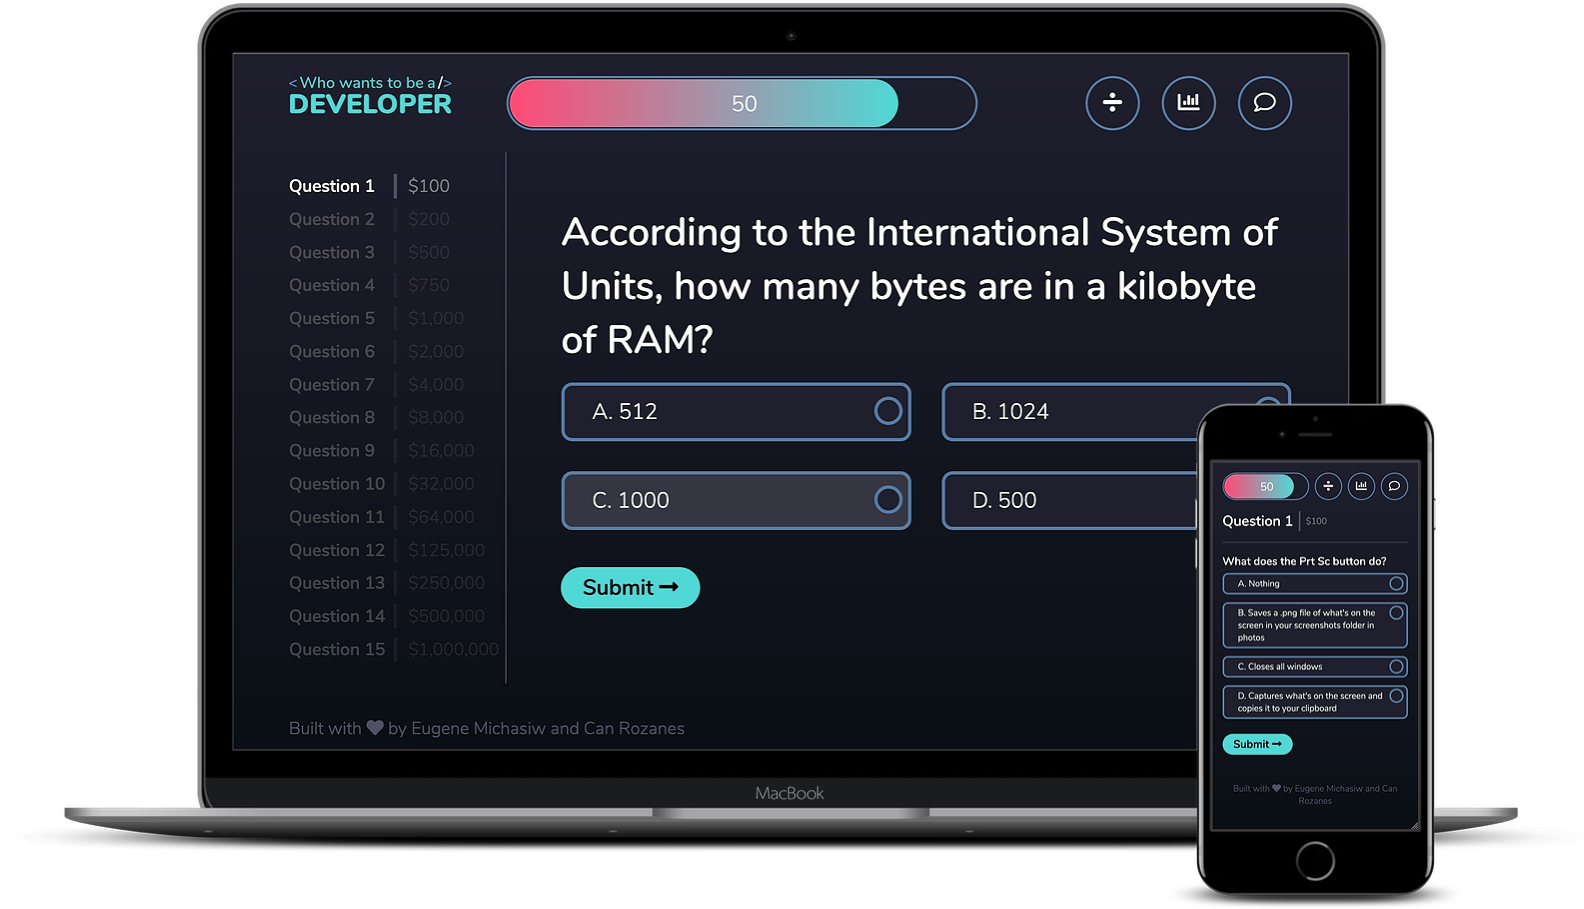 <Who wants to be a/>
DEVELOPER
50
Question 1 $100
Question 2 $200
Question 3 $500
Question 4 $750
Question 5 $1,000
Question 6 $2,000
Question 7 $4,000
Question 8 $8,000
Question 9 $16,000
Question 10 $32,000
Question 11 $64,000
Question 12 $125,000
Question 13 $250,000
Question 14 $500,000
Question 15 $1,000,000
According to the International System of
Units, how many bytes are in a kilobyte
of RAM?
A. 512
B. 1024
C. 1000
D. 500
Submit →
Built with ♥ by Eugene Michasiw and Can Rozanes
MacBook
50
Question 1 $100
What does the Prt Sc button do?
A. Nothing
B. Saves a .png file of what's on the
screen in your screenshots folder in
photos
C. Closes all windows
D. Captures what's on the screen and
copies it to your clipboard
Submit →
Built with ♥ by Eugene Michasiw and Can
Rozanes